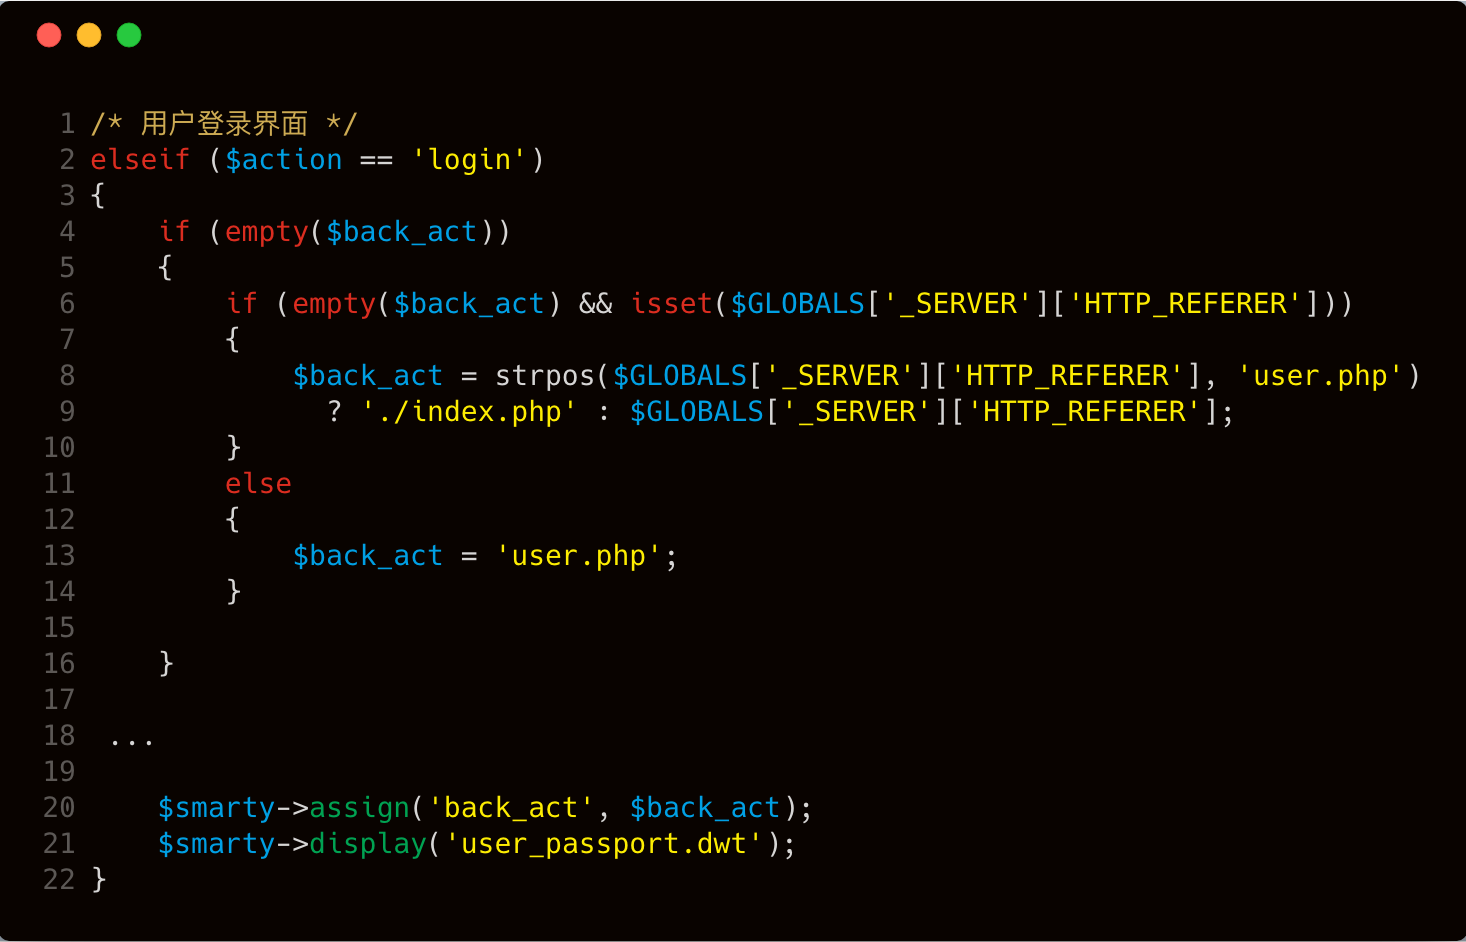 1 /* 用户登录界面 */
2 elseif ($action == 'login')
3 {
4     if (empty($back_act))
5     {
6         if (empty($back_act) && isset($GLOBALS['_SERVER']['HTTP_REFERER']))
7         {
8             $back_act = strpos($GLOBALS['_SERVER']['HTTP_REFERER'], 'user.php')
9               ? './index.php' : $GLOBALS['_SERVER']['HTTP_REFERER'];
10         }
11         else
12         {
13             $back_act = 'user.php';
14         }
15
16     }
17
18  ...
19
20     $smarty->assign('back_act', $back_act);
21     $smarty->display('user_passport.dwt');
22 }